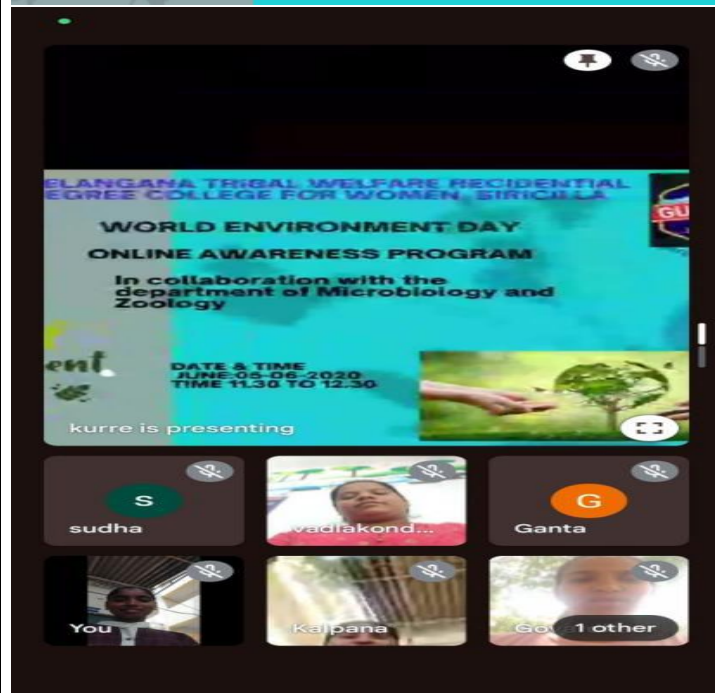 ELANGANA TRIBAL WELFARE RECIDENTIAL
EGREE COLLEGE FOR WOMEN, SIRICILLA
GU
WORLD ENVIRONMENT DAY
ONLINE AWARENESS PROGRAM
In collaboration with the
department of Microbiology and
Zoology
ent
DATE & TIME
JUNE:05-06-2020
TIME 11.30 TO 12.30
kurre is presenting
S
sudha
vadlakond...
G
Ganta
You
Kalpana
1 other